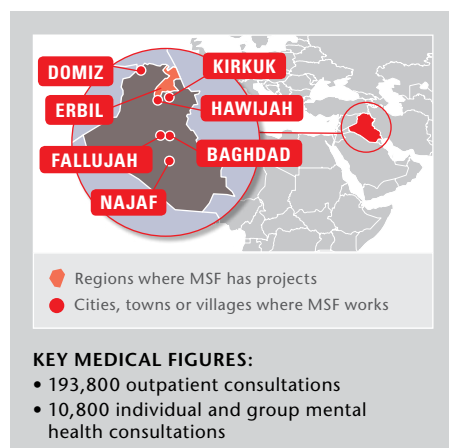 DOMIZ
KIRKUK
ERBIL
HAWIJAH
FALLUJAH
BAGHDAD
NAJAF
Regions where MSF has projects
Cities, towns or villages where MSF works
KEY MEDICAL FIGURES:
• 193,800 outpatient consultations
• 10,800 individual and group mental
health consultations